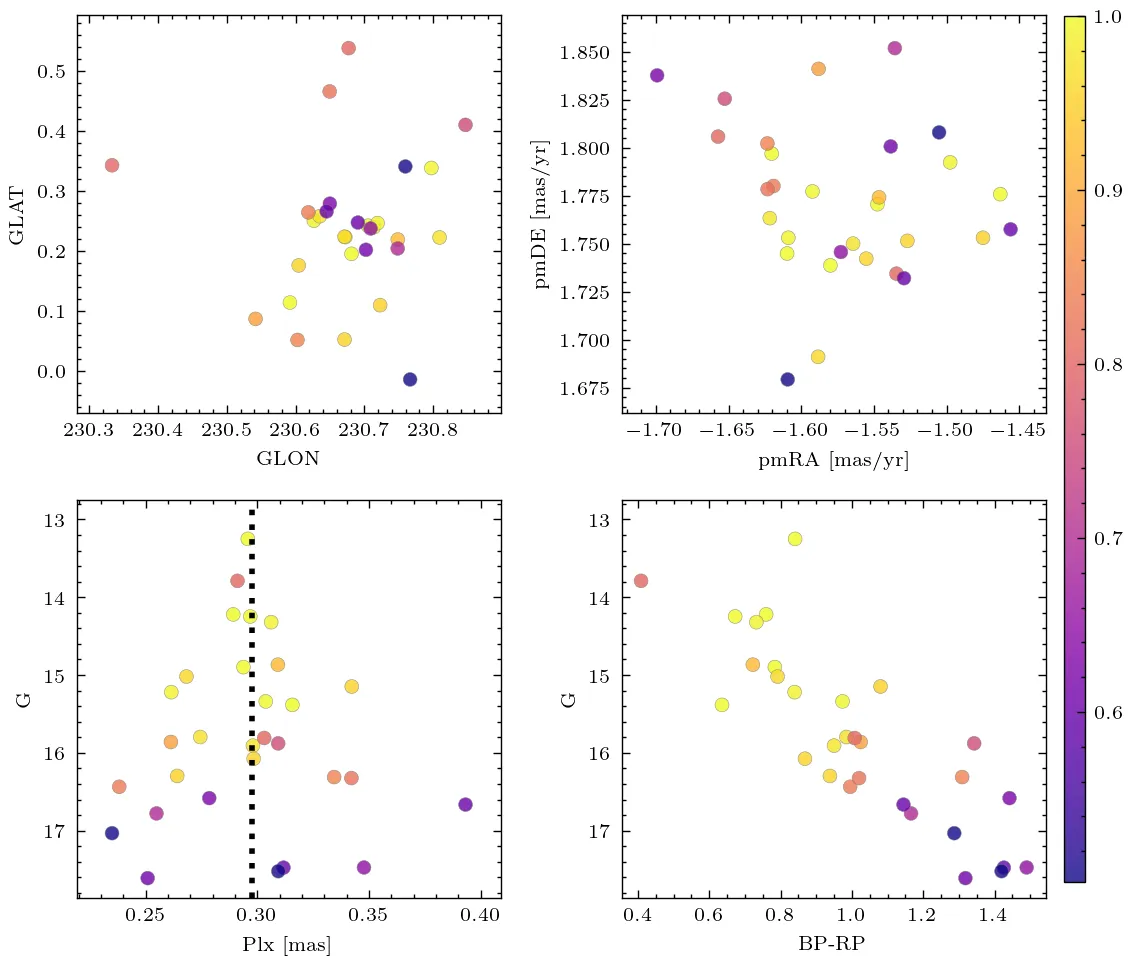 0.5
0.4
0.3
0.2
0.1
0.0
GLAT
230.3 230.4 230.5 230.6 230.7 230.8
GLON
1.850
1.825
1.800
1.775
1.750
1.725
1.700
1.675
pmDE [mas/yr]
−1.70 −1.65 −1.60 −1.55 −1.50 −1.45
pmRA [mas/yr]
13
14
15
16
17
G
0.25 0.30 0.35 0.40
Plx [mas]
13
14
15
16
17
G
0.4 0.6 0.8 1.0 1.2 1.4
BP-RP
1.0
0.9
0.8
0.7
0.6